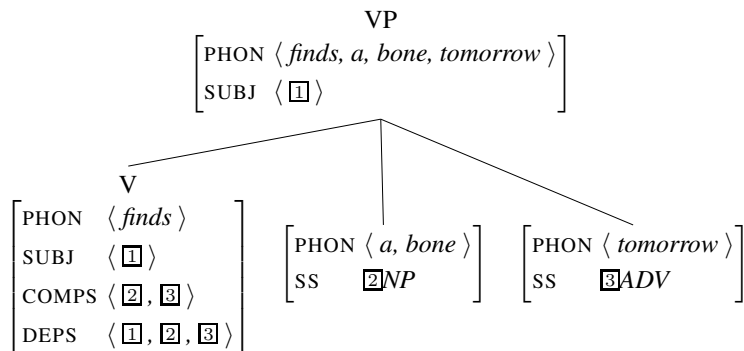 VP
PHON ⟨ finds, a, bone, tomorrow ⟩
SUBJ ⟨ 1 ⟩
V
PHON ⟨ finds ⟩
SUBJ ⟨ 1 ⟩
COMPS ⟨ 2 , 3 ⟩
DEPS ⟨ 1 , 2 , 3 ⟩
PHON ⟨ a, bone ⟩
SS 2 NP
PHON ⟨ tomorrow ⟩
SS 3 ADV